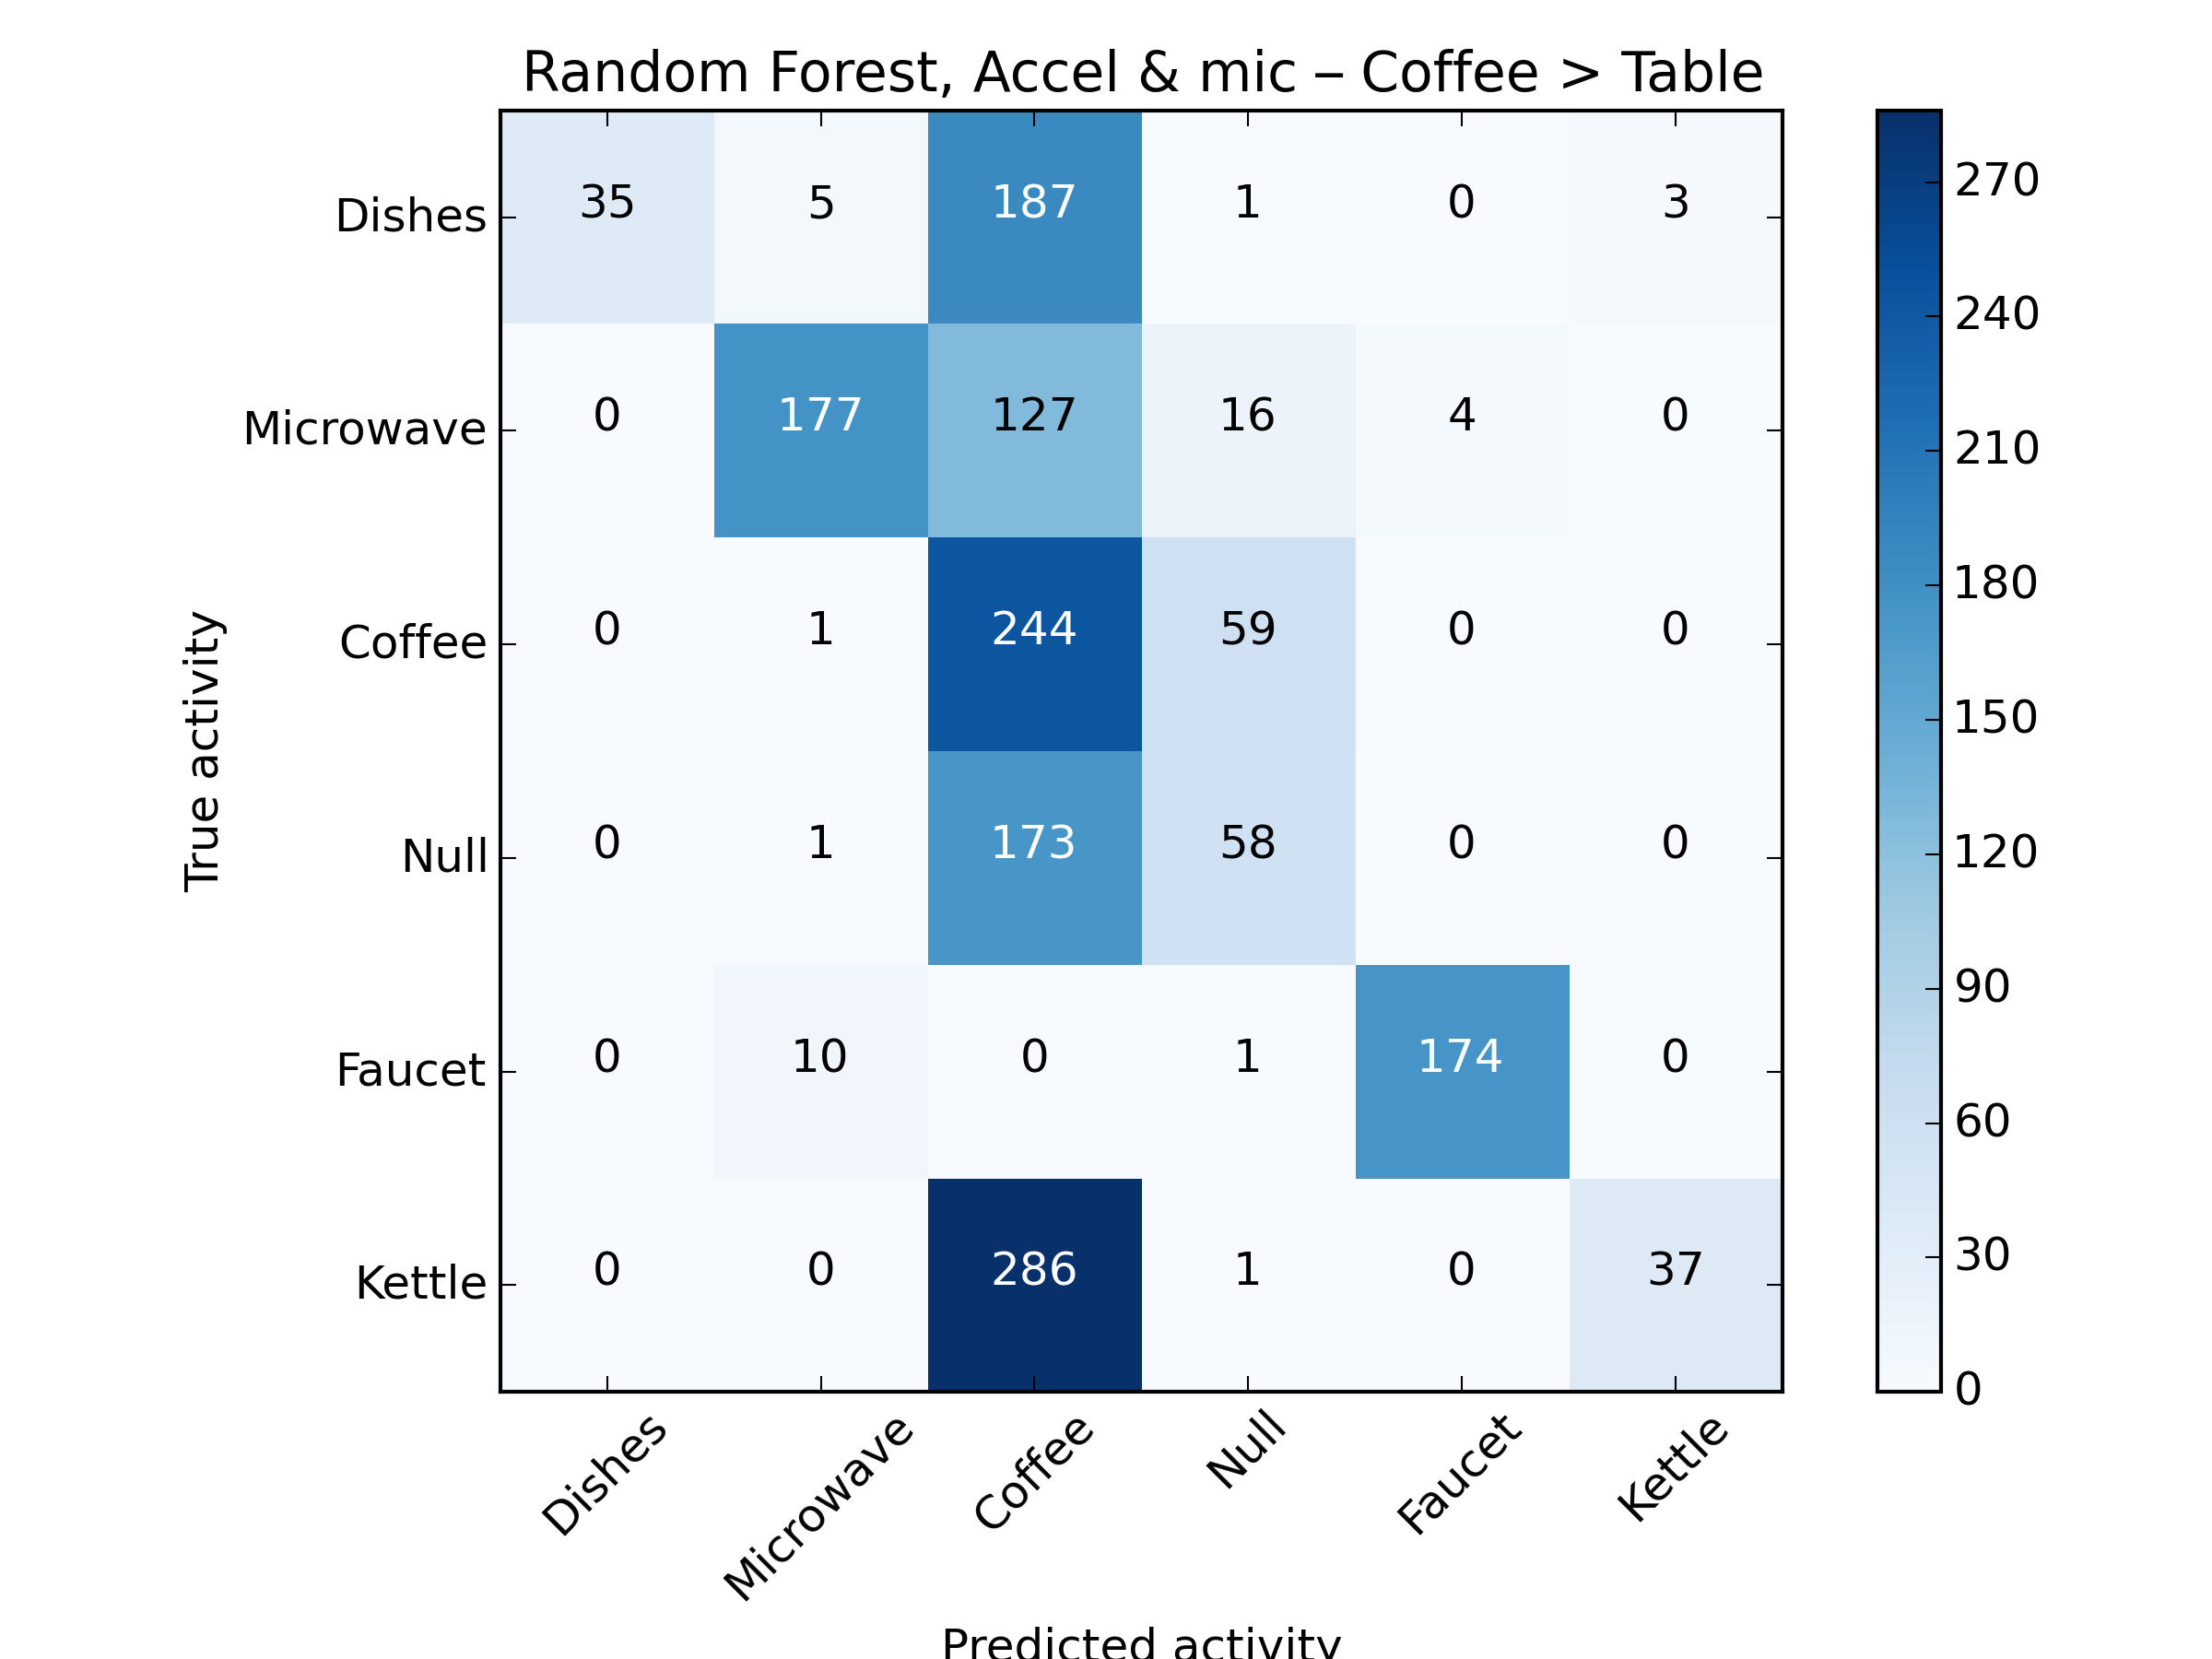 Random Forest, Accel & mic – Coffee > Table
Dishes 35 5 187 1 0 3
Microwave 0 177 127 16 4 0
Coffee 0 1 244 59 0 0
Null 0 1 173 58 0 0
Faucet 0 10 0 1 174 0
Kettle 0 0 286 1 0 37
True activity
Dishes Microwave Coffee Null Faucet Kettle
Predicted activity
270
240
210
180
150
120
90
60
30
0